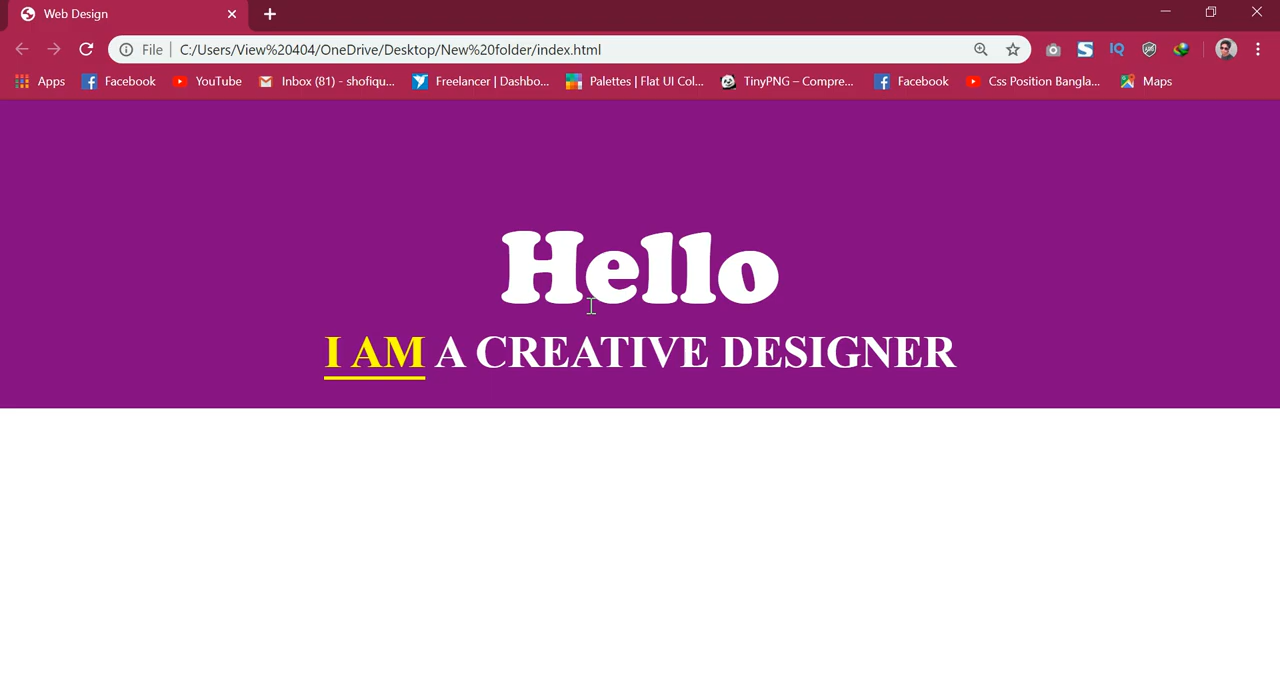 Web Design
File | C:/Users/View%20404/OneDrive/Desktop/New%20folder/index.html
IQ
Apps Facebook YouTube Inbox (81) - shofiqu... Freelancer | Dashbo... Palettes | Flat UI Col... TinyPNG – Compre... Facebook Css Position Bangla... Maps
Hello
I AM A CREATIVE DESIGNER